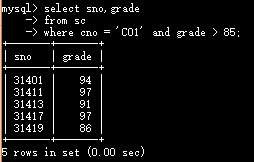 mysql> select sno,grade
    -> from sc
    -> where cno = 'C01' and grade > 85;
+-------+-------+
| sno   | grade |
+-------+-------+
| 31401 |    94 |
| 31411 |    97 |
| 31413 |    91 |
| 31417 |    97 |
| 31419 |    86 |
+-------+-------+
5 rows in set (0.00 sec)